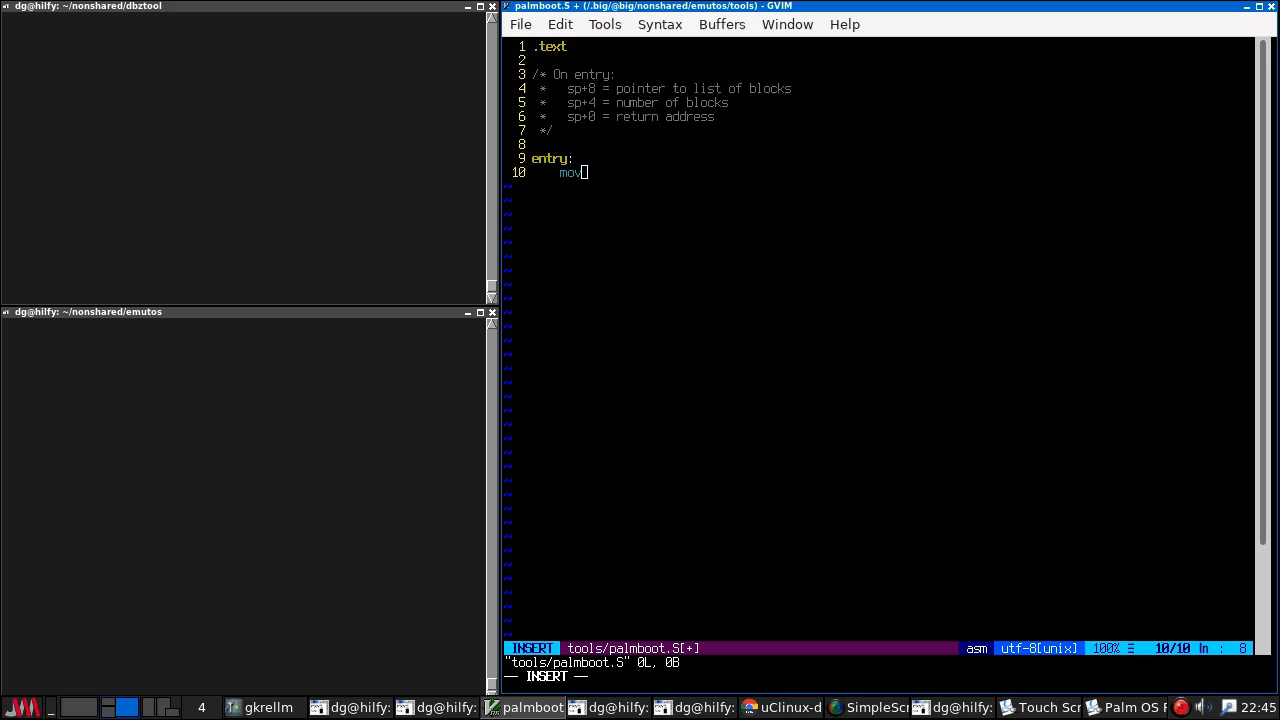 dg@hilfy: ~/nonshared/dbztool
dg@hilfy: ~/nonshared/emutos
palmboot.S + (/.big/@big/nonshared/emutos/tools) - GVIM
File Edit Tools Syntax Buffers Window Help
1 .text
2
3 /* On entry:
4  *   sp+8 = pointer to list of blocks
5  *   sp+4 = number of blocks
6  *   sp+0 = return address
7  */
8
9 entry:
10     mov
INSERT tools/palmboot.S[+] asm utf-8[unix] 100% ☰ 10/10 ln : 8
"tools/palmboot.S" 0L, 0B
-- INSERT --
4 gkrellm dg@hilfy: dg@hilfy: palmboot dg@hilfy: dg@hilfy: uClinux-d SimpleScr dg@hilfy: Touch Scr Palm OS F 22:45